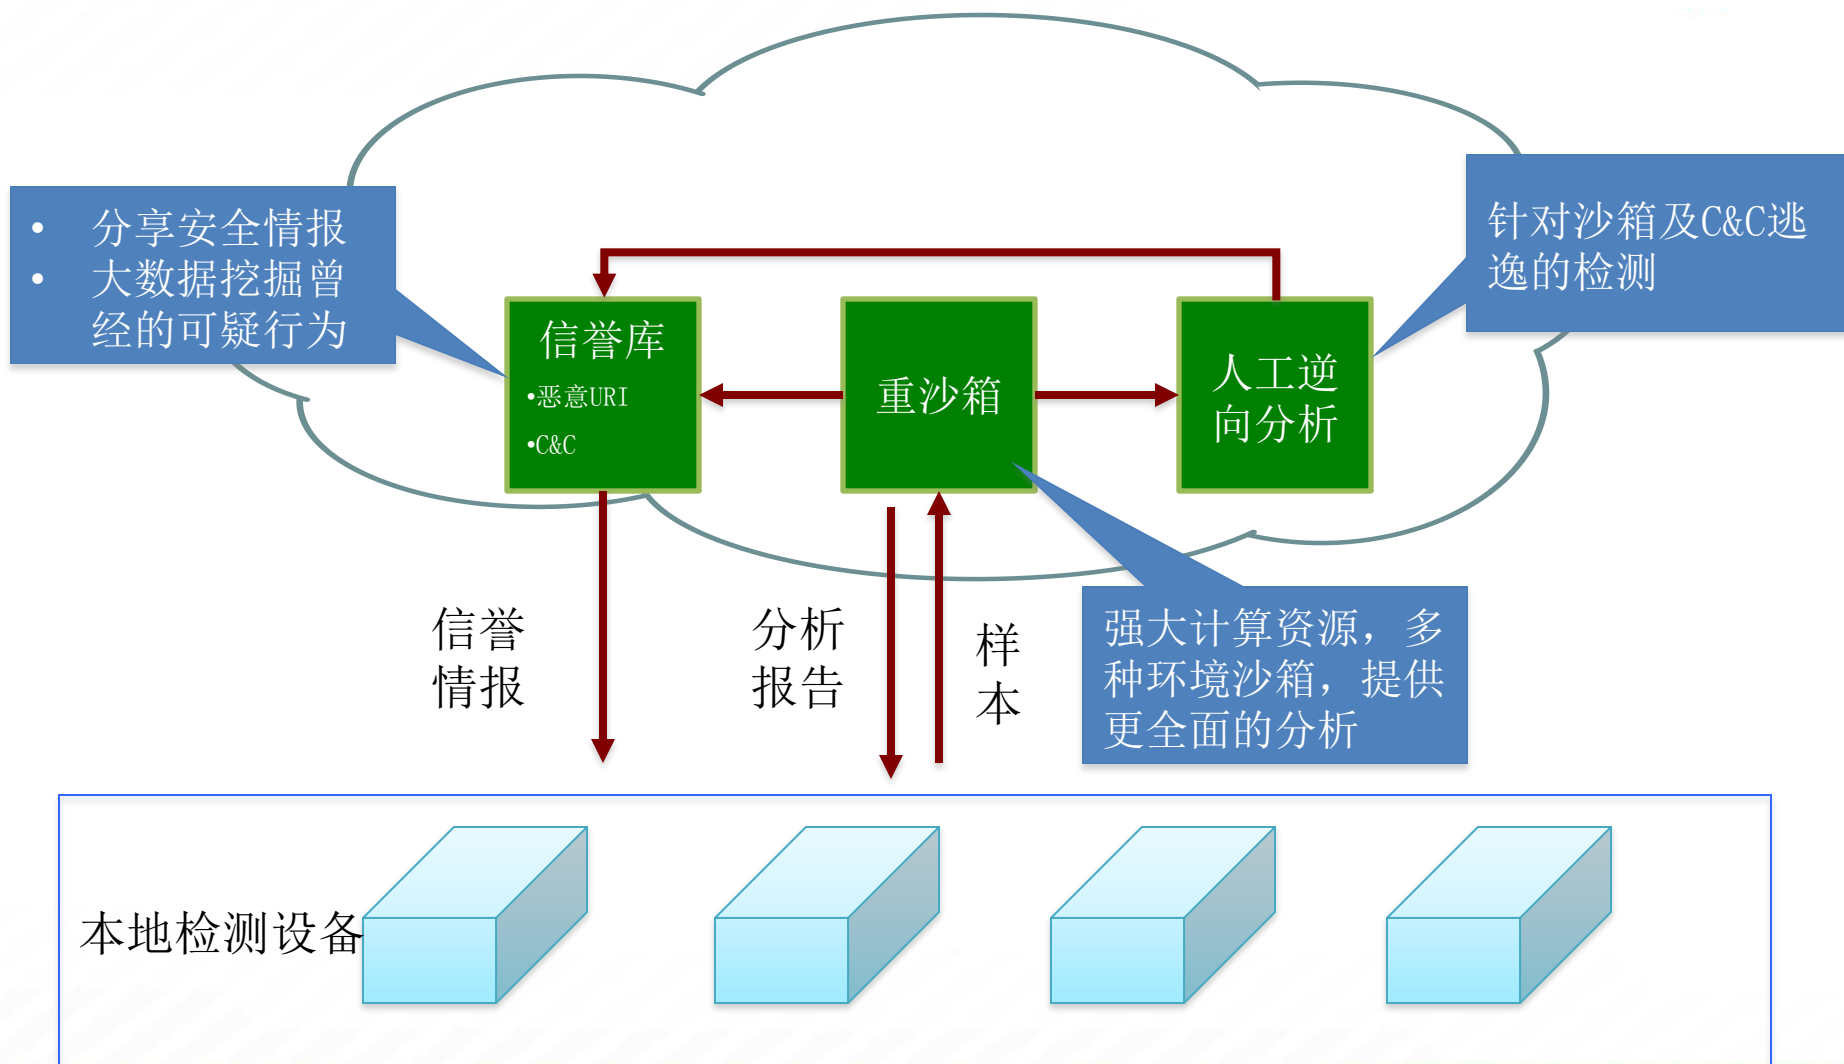 • 分享安全情报
• 大数据挖掘曾
经的可疑行为
针对沙箱及C&C逃
逸的检测
信誉库
•恶意URI
•C&C
重沙箱
人工逆
向分析
信誉
情报
分析
报告
样
本
强大计算资源，多
种环境沙箱，提供
更全面的分析
本地检测设备